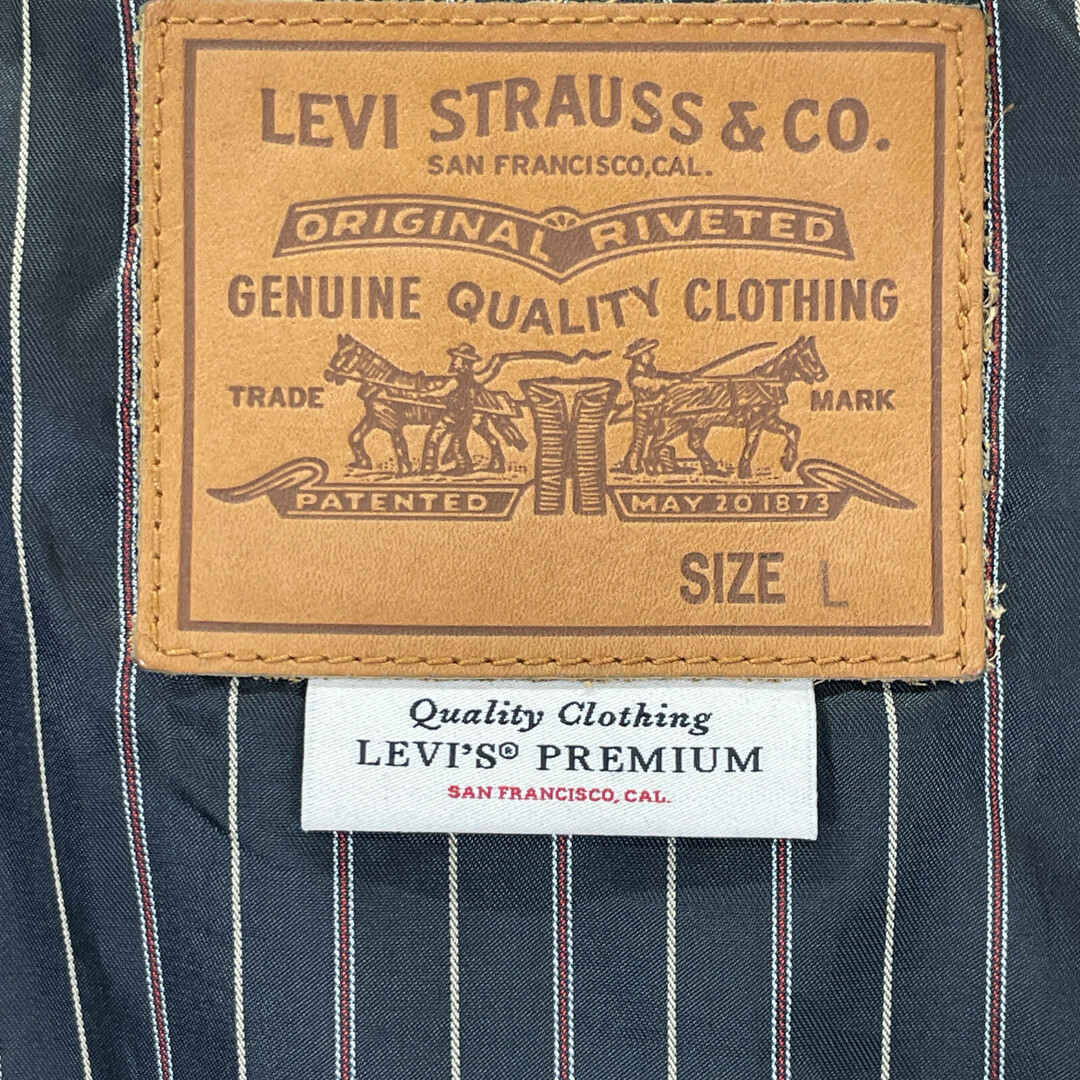 LEVI STRAUSS & CO.
SAN FRANCISCO, CAL.
ORIGINAL RIVETED
GENUINE QUALITY CLOTHING
TRADE MARK
PATENTED MAY 20 1873
SIZE L
Quality Clothing
LEVI'S® PREMIUM
SAN FRANCISCO, CAL.